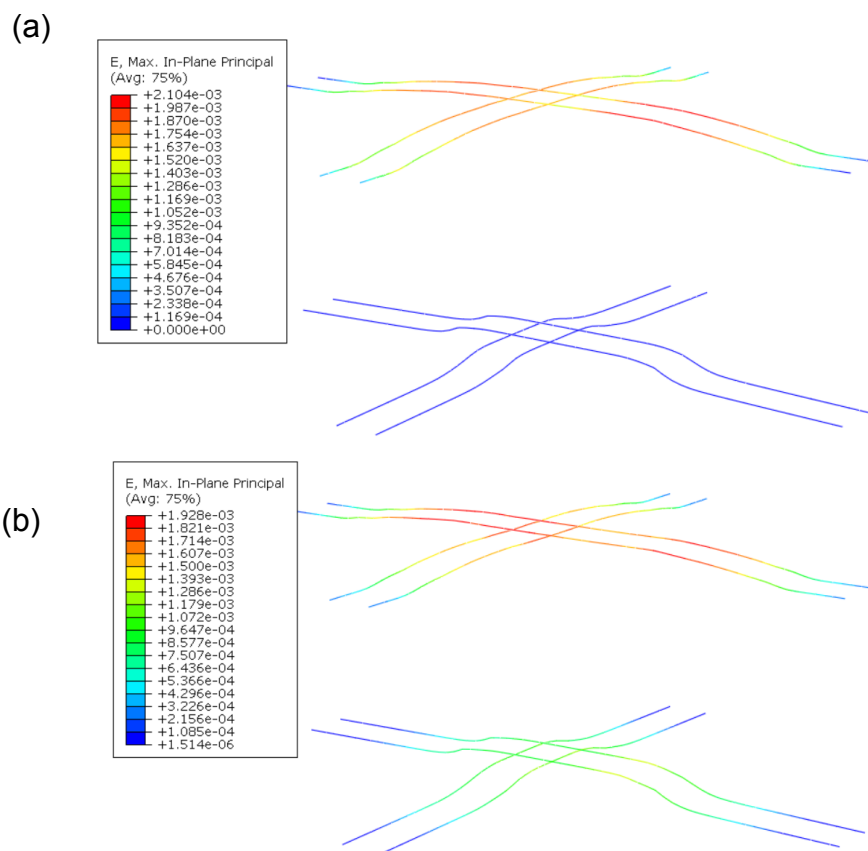 (a)
E, Max. In-Plane Principal
(Avg: 75%)
+2.104e-03
+1.987e-03
+1.870e-03
+1.754e-03
+1.637e-03
+1.520e-03
+1.403e-03
+1.286e-03
+1.169e-03
+1.052e-03
+9.352e-04
+8.183e-04
+7.014e-04
+5.845e-04
+4.676e-04
+3.507e-04
+2.338e-04
+1.169e-04
+0.000e+00
(b)
E, Max. In-Plane Principal
(Avg: 75%)
+1.928e-03
+1.821e-03
+1.714e-03
+1.607e-03
+1.500e-03
+1.393e-03
+1.286e-03
+1.179e-03
+1.072e-03
+9.647e-04
+8.577e-04
+7.507e-04
+6.436e-04
+5.366e-04
+4.296e-04
+3.226e-04
+2.156e-04
+1.085e-04
+1.514e-06